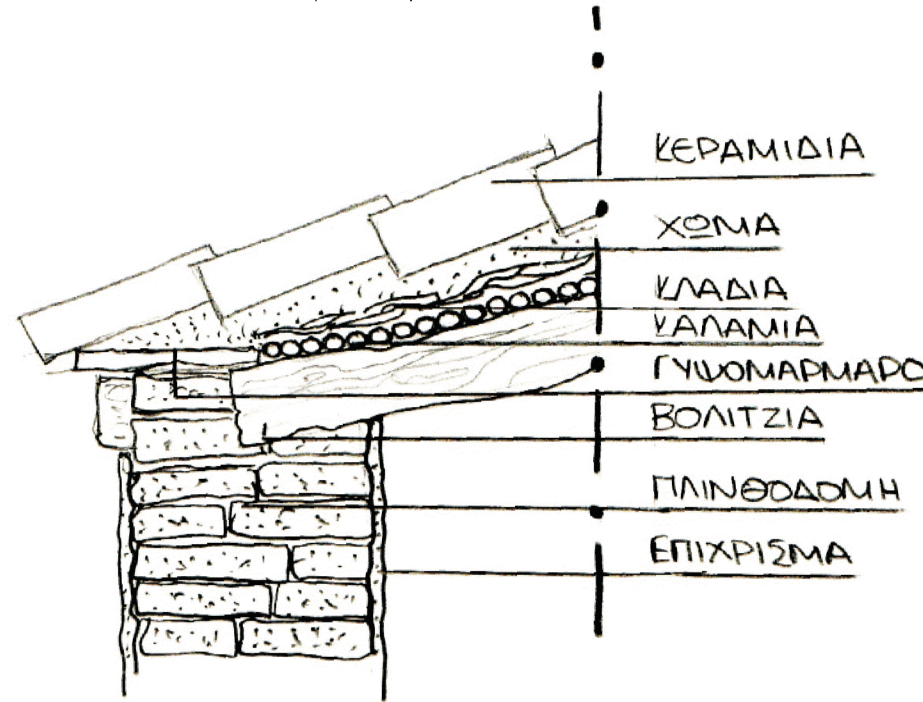 ΚΕΡΑΜΙΔΙΑ
ΧΩΜΑ
ΚΛΑΔΙΑ
ΚΑΛΑΜΙΑ
ΓΥΨΟΜΑΡΜΑΡΟ
ΒΟΛΙΤΖΙΑ
ΠΛΙΝΘΟΔΟΜΗ
ΕΠΙΧΡΙΣΜΑ